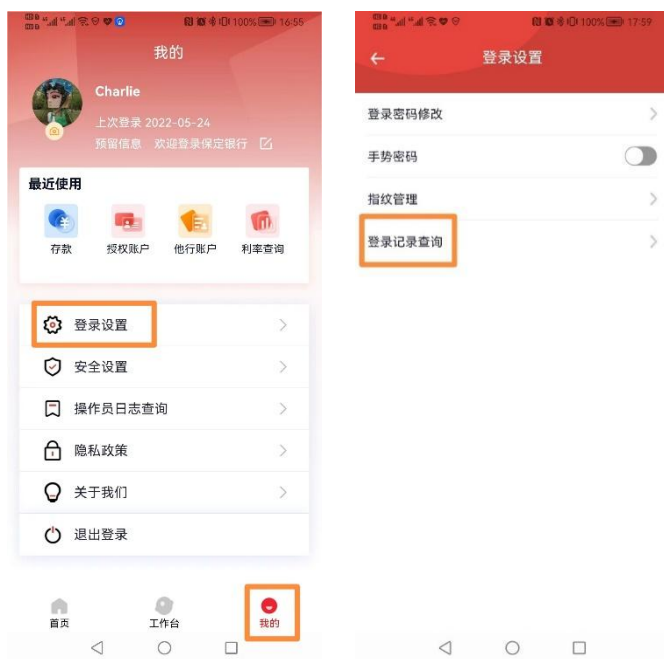 100% 16:55
我的
Charlie
上次登录 2022-05-24
预留信息 欢迎登录保定银行
最近使用
存款 授权账户 他行账户 利率查询
登录设置
安全设置
操作员日志查询
隐私政策
关于我们
退出登录
首页 工作台 我的
100% 17:59
登录设置
登录密码修改
手势密码
指纹管理
登录记录查询